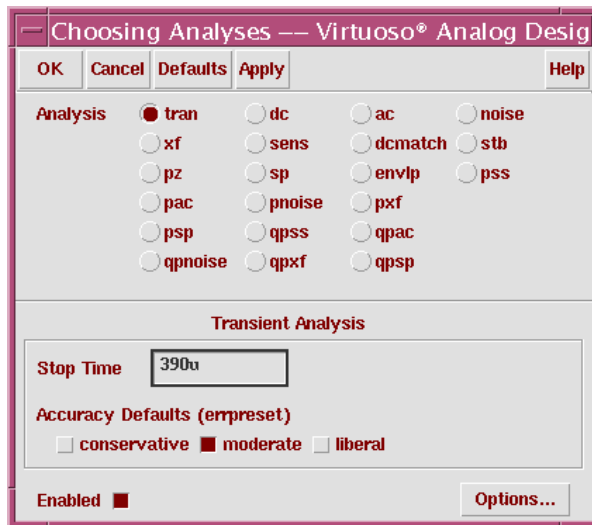 Choosing Analyses –– Virtuoso® Analog Desig
OK Cancel Defaults Apply Help
Analysis tran dc ac noise
xf sens dcmatch stb
pz sp envlp pss
pac pnoise pxf
psp qpss qpac
qpnoise qpxf qpsp
Transient Analysis
Stop Time 390u
Accuracy Defaults (errpreset)
conservative moderate liberal
Enabled Options...